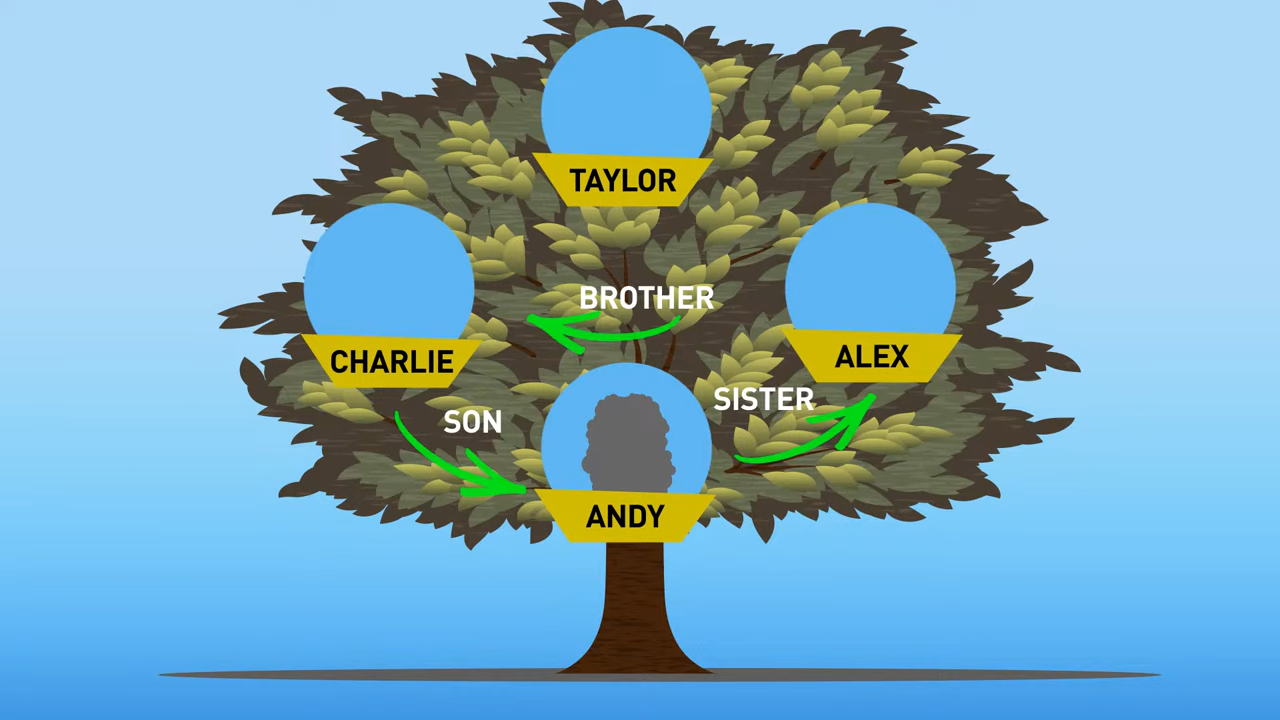 TAYLOR
BROTHER
CHARLIE
ALEX
SON
SISTER
ANDY